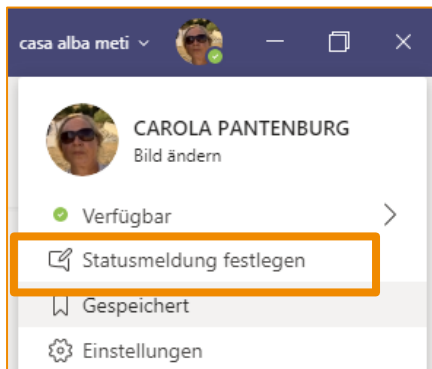 casa alba meti
CAROLA PANTENBURG
Bild ändern
Verfügbar
Statusmeldung festlegen
Gespeichert
Einstellungen